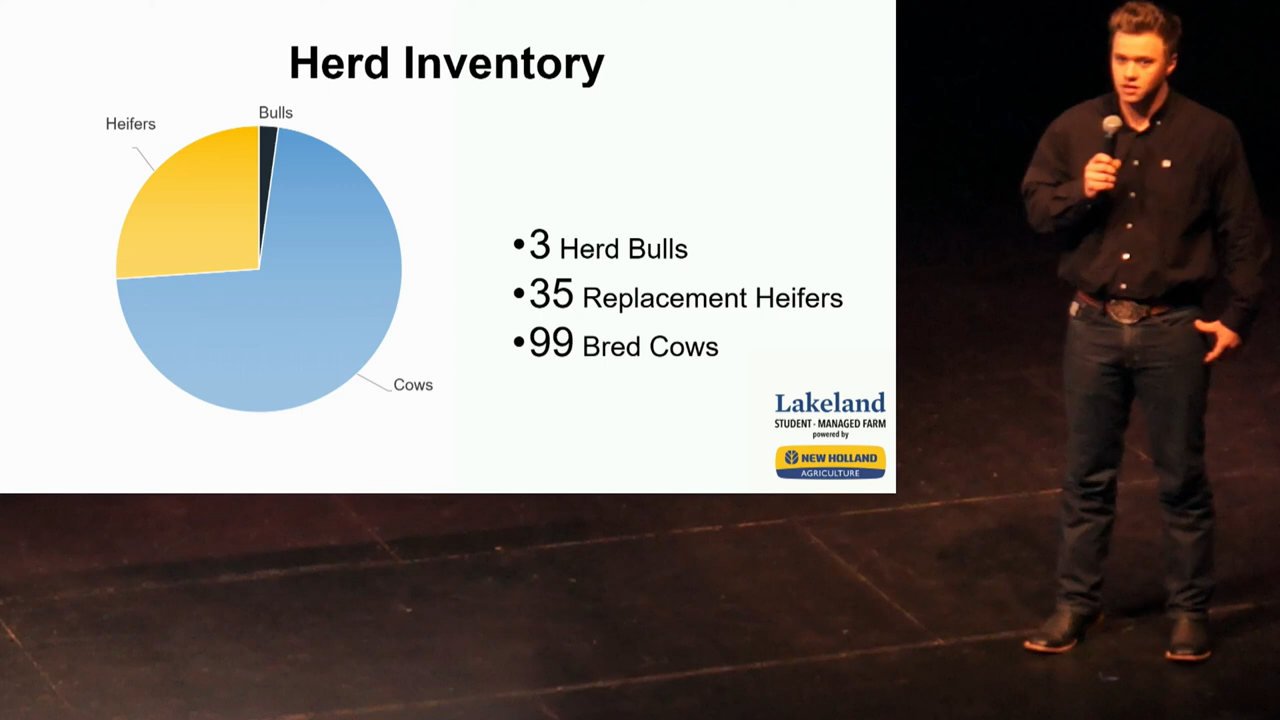 Herd Inventory
Bulls
Heifers
Cows
•3 Herd Bulls
•35 Replacement Heifers
•99 Bred Cows
Lakeland
STUDENT-MANAGED FARM
powered by
NEW HOLLAND
AGRICULTURE